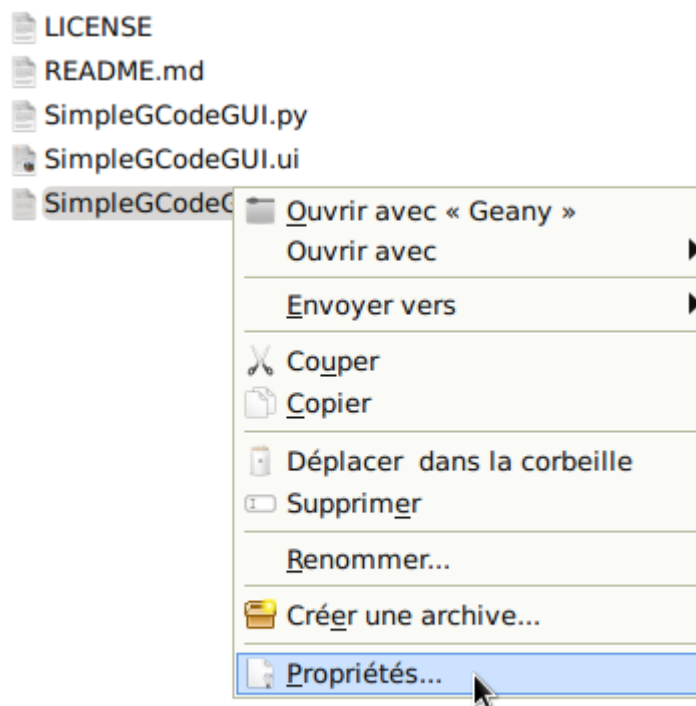 LICENSE
README.md
SimpleGCodeGUI.py
SimpleGCodeGUI.ui
Ouvrir avec « Geany »
Ouvrir avec
Envoyer vers
Couper
Copier
Déplacer  dans la corbeille
Supprimer
Renommer...
Créer une archive...
Propriétés...